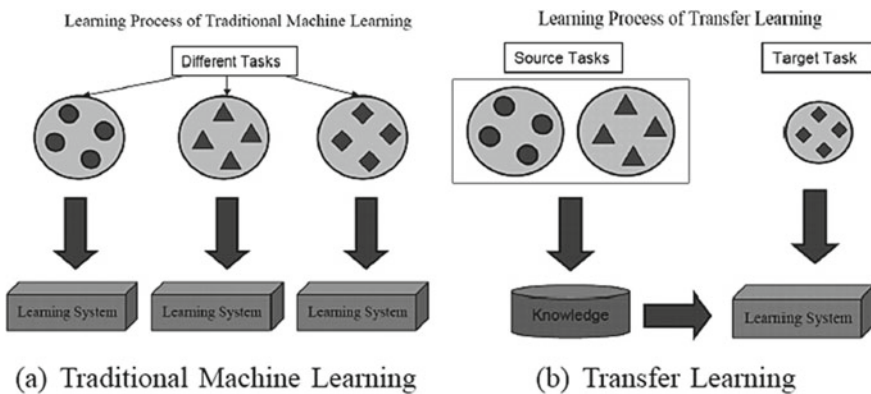 Learning Process of Traditional Machine Learning
Different Tasks
Learning System
Learning System
Learning System
(a) Traditional Machine Learning
Learning Process of Transfer Learning
Source Tasks
Target Task
Knowledge
Learning System
(b) Transfer Learning